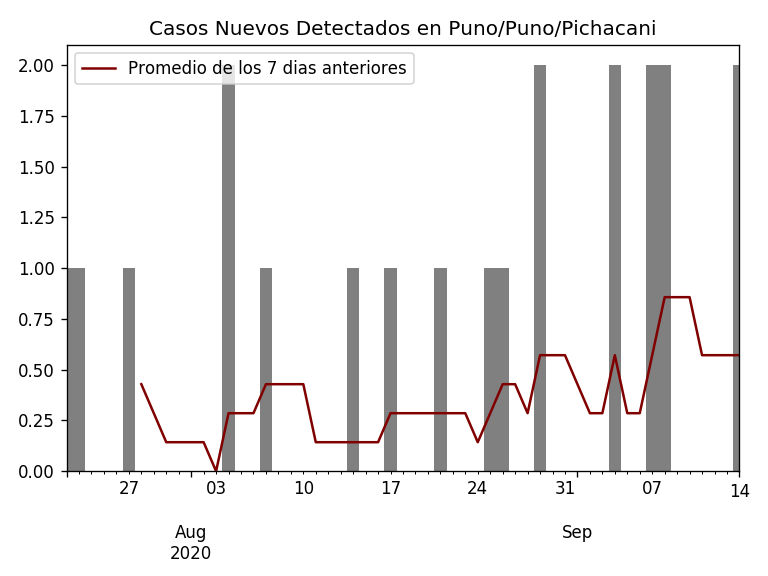 Casos Nuevos Detectados en Puno/Puno/Pichacani
Promedio de los 7 dias anteriores
2.00
1.75
1.50
1.25
1.00
0.75
0.50
0.25
0.00
27 03 10 17 24 31 07 14
Aug Sep
2020